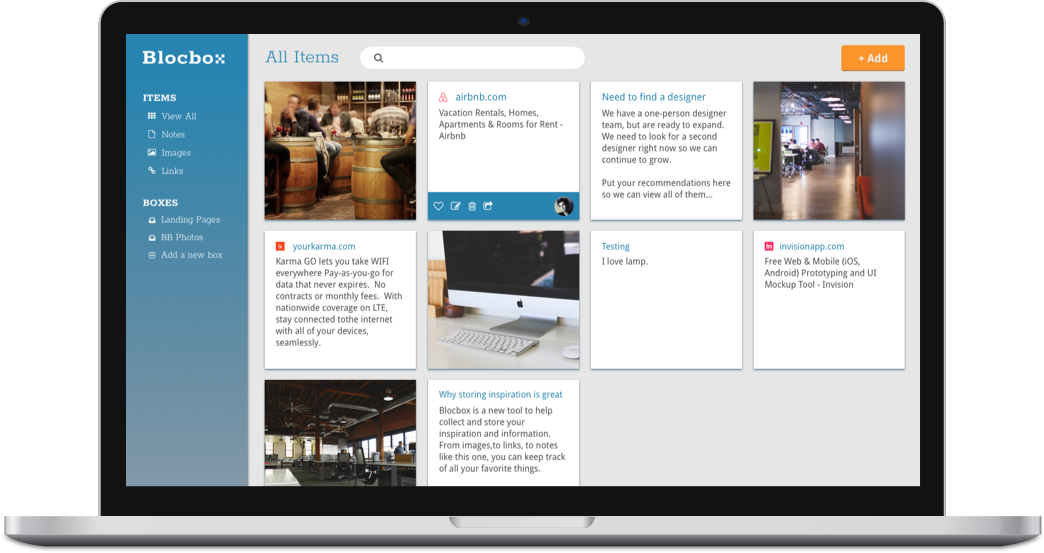 Blocbox
ITEMS
View All
Notes
Images
Links
BOXES
Landing Pages
BB Photos
Add a new box
All Items
+ Add
airbnb.com
Vacation Rentals, Homes,
Apartments & Rooms for Rent -
Airbnb
Need to find a designer
We have a one-person designer
team, but are ready to expand.
We need to look for a second
designer right now so we can
continue to grow.
Put your recommendations here
so we can view all of them...
yourkarma.com
Karma GO lets you take WIFI
everywhere Pay-as-you-go for
data that never expires.  No
contracts or monthly fees.  With
nationwide coverage on LTE,
stay connected tothe internet
with all of your devices,
seamlessly.
Testing
I love lamp.
in
invisionapp.com
Free Web & Mobile (iOS,
Android) Prototyping and UI
Mockup Tool - Invision
Why storing inspiration is great
Blocbox is a new tool to help
collect and store your
inspiration and information.
From images,to links, to notes
like this one, you can keep track
of all your favorite things.